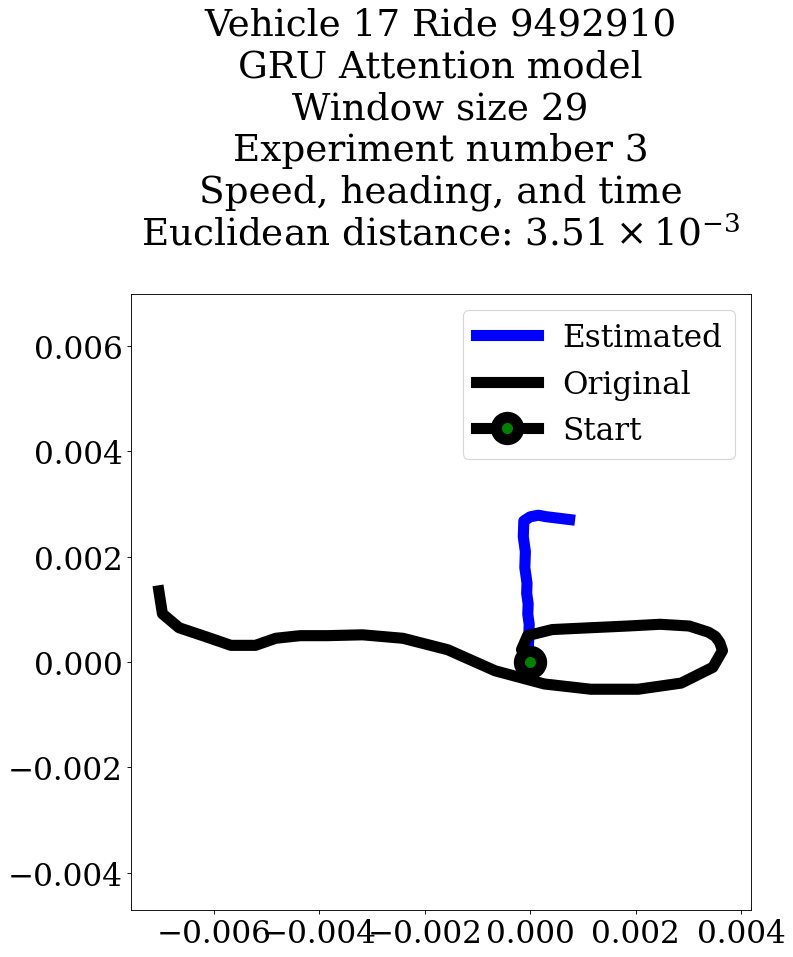 Vehicle 17 Ride 9492910
GRU Attention model
Window size 29
Experiment number 3
Speed, heading, and time
Euclidean distance: 3.51 × 10⁻³
Estimated
Original
Start
0.006
0.004
0.002
0.000
−0.002
−0.004
−0.006 −0.004 −0.002 0.000 0.002 0.004